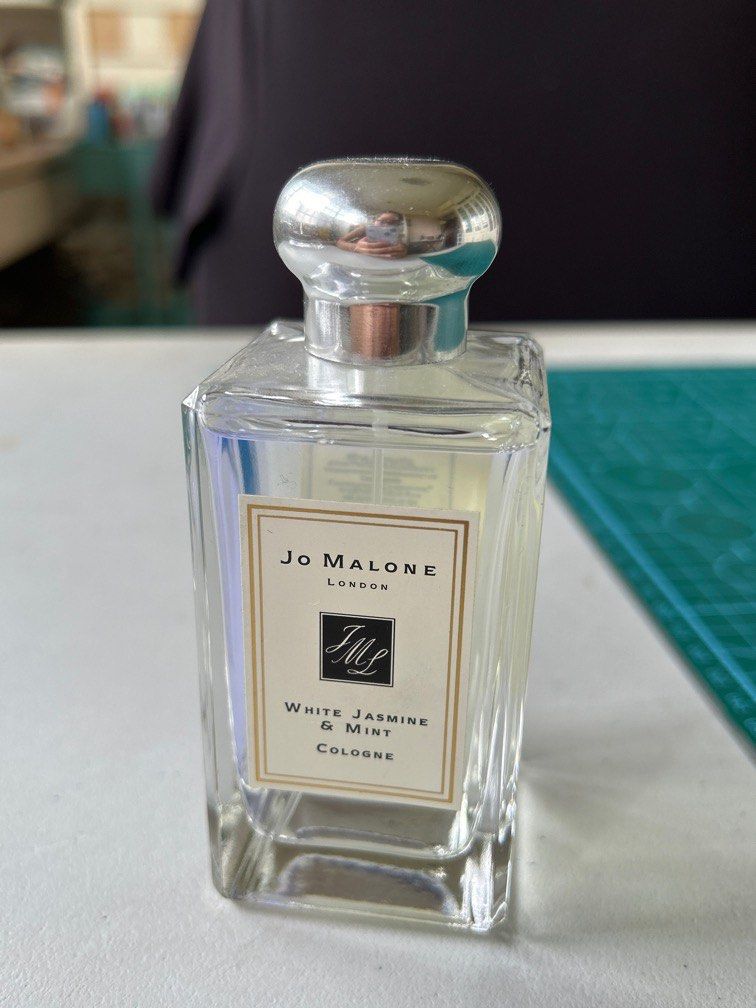 Jo Malone
London
JML
White Jasmine
& Mint
Cologne